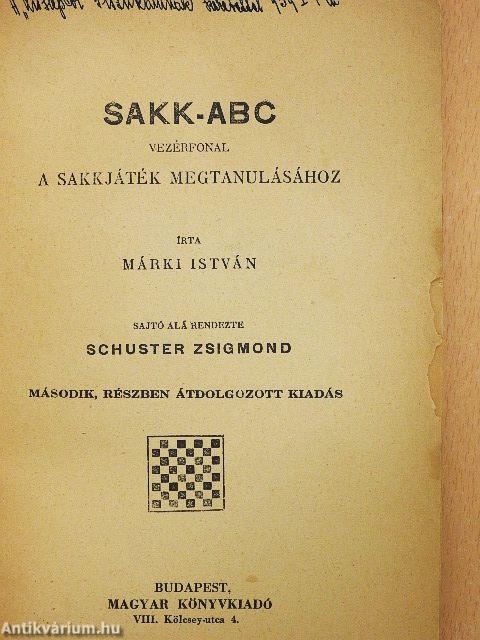 SAKK-ABC
VEZÉRFONAL
A SAKKJÁTÉK MEGTANULÁSÁHOZ
ÍRTA
MÁRKI ISTVÁN
SAJTÓ ALÁ RENDEZTE
SCHUSTER ZSIGMOND
MÁSODIK, RÉSZBEN ÁTDOLGOZOTT KIADÁS
BUDAPEST,
MAGYAR KÖNYVKIADÓ
VIII. Kölcsey-utca 4.
Antikvárium.hu